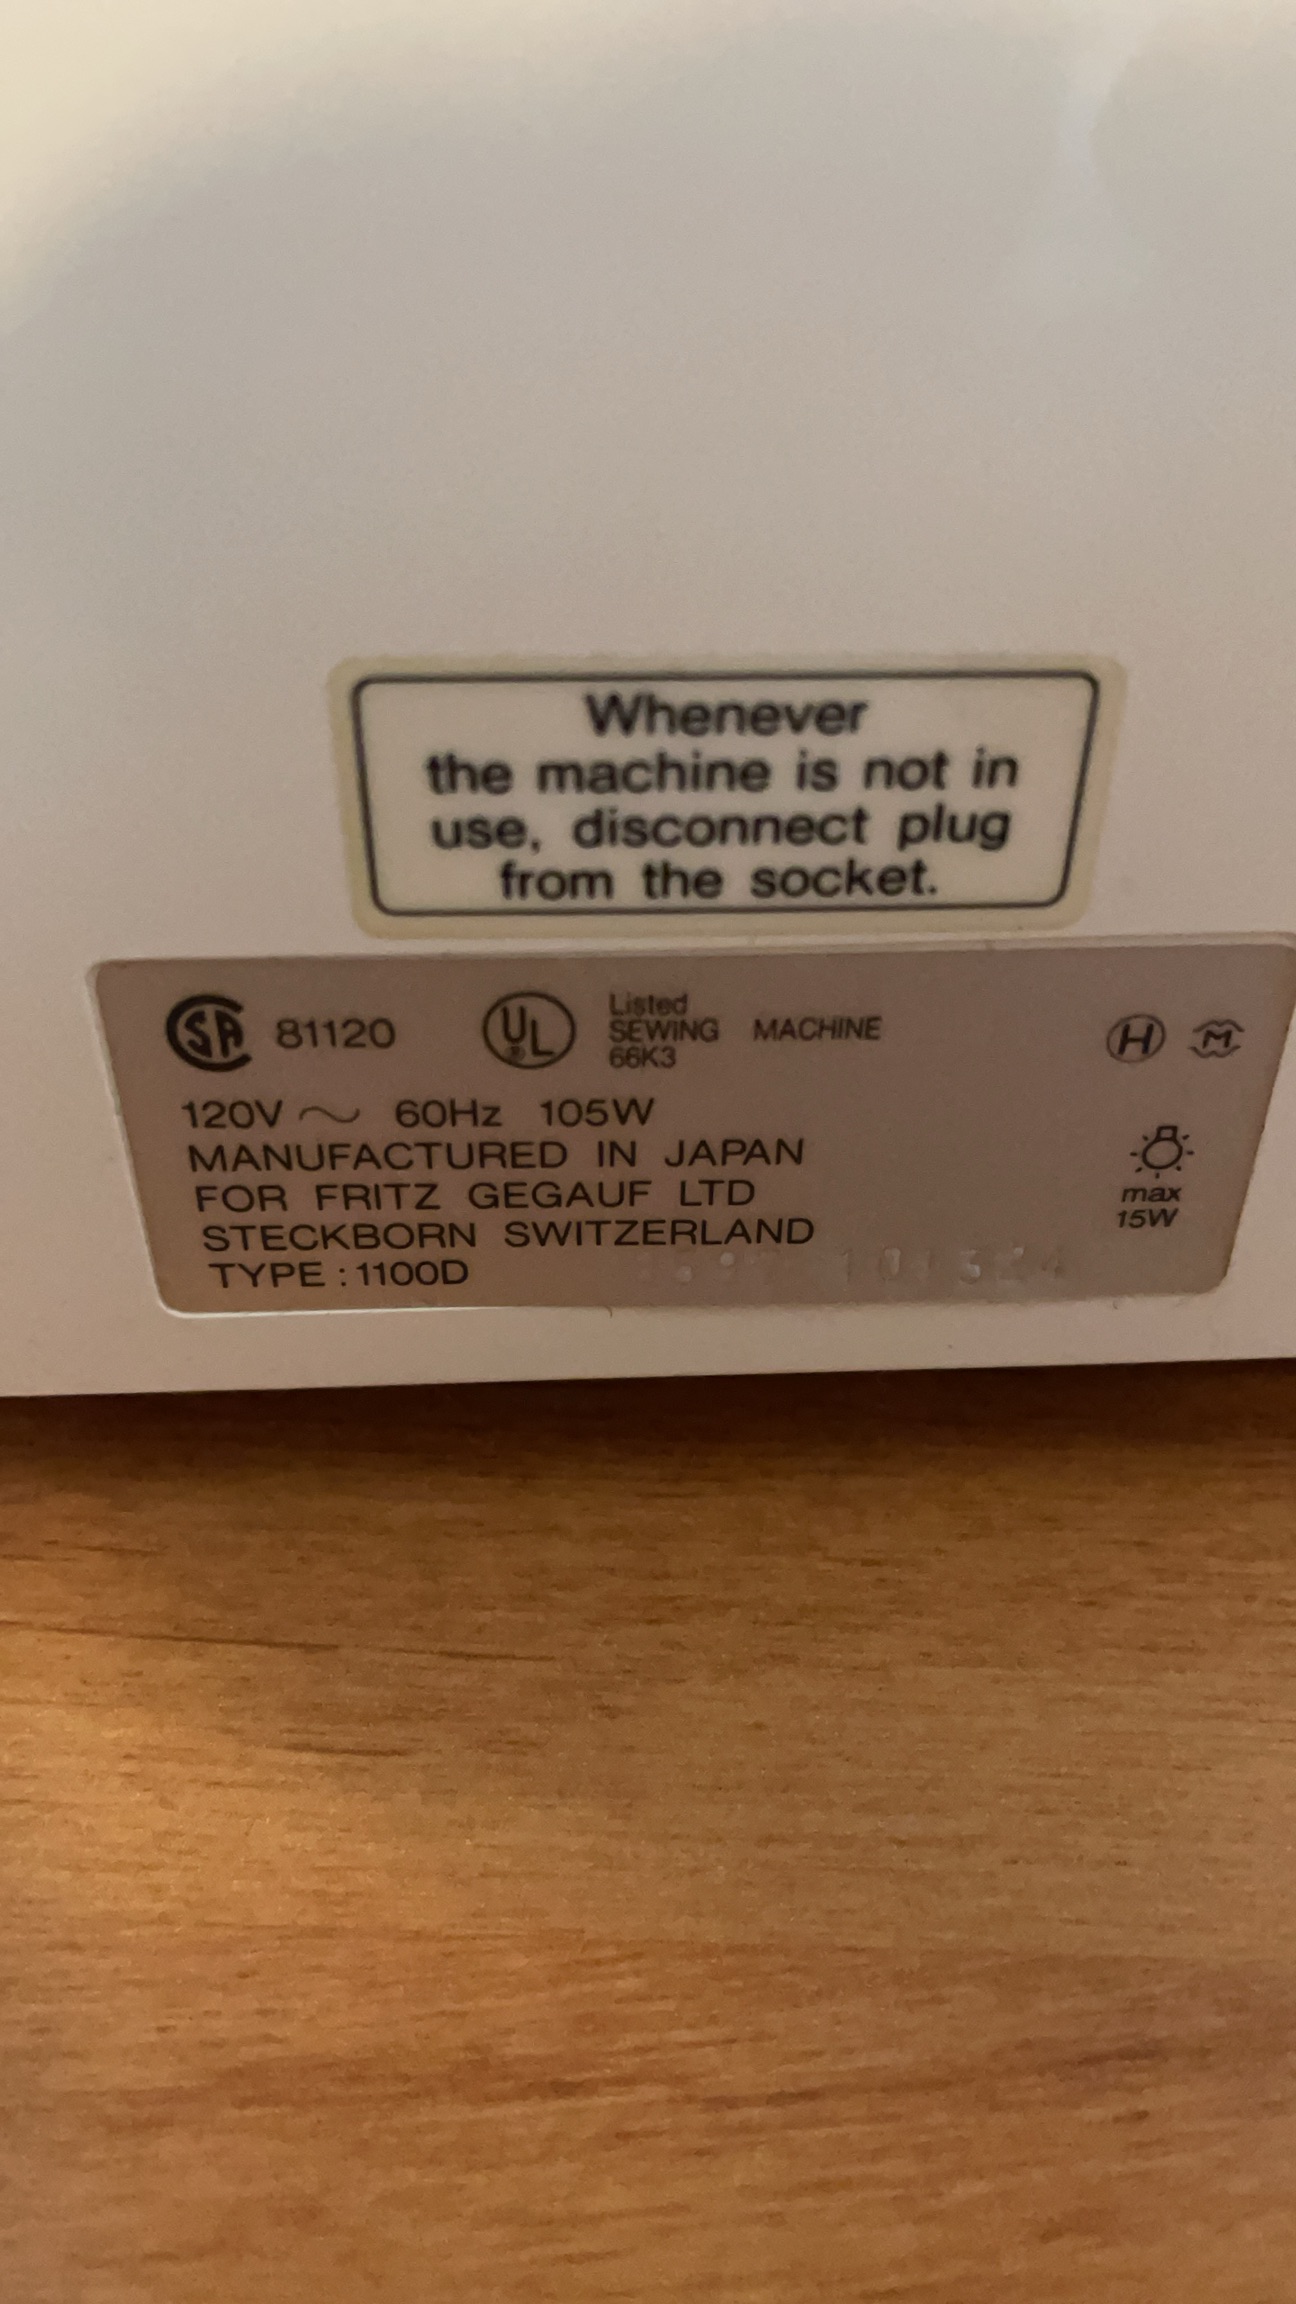 Whenever
the machine is not in
use, disconnect plug
from the socket.
SA 81120 UL ® Listed
SEWING MACHINE
66K3
H M
120V ～ 60Hz 105W
MANUFACTURED IN JAPAN
FOR FRITZ GEGAUF LTD
STECKBORN SWITZERLAND
TYPE : 1100D
max
15W